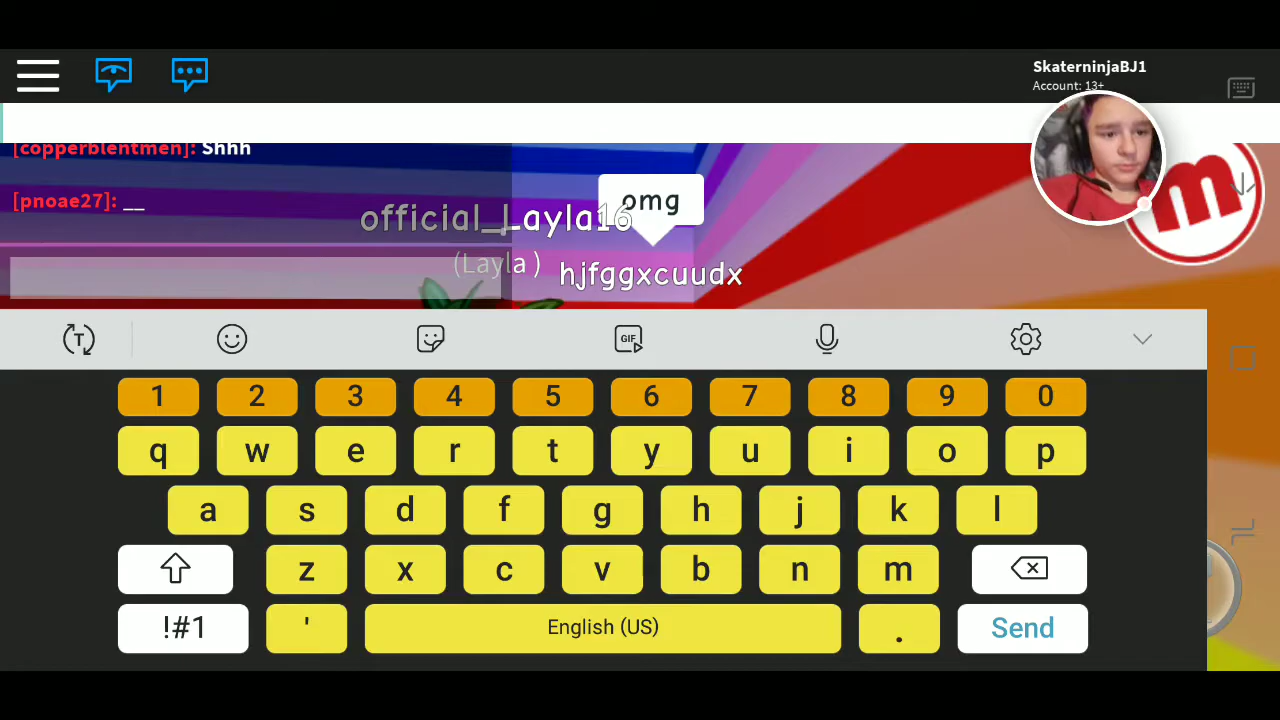 SkaterninjaBJ1
Account: 13+
[copperblentmen]: Shhh
[pnoae27]: __
omg
official_Layla16
(Layla )
hjfggxcuudx
m
T
GIF
1 2 3 4 5 6 7 8 9 0
q w e r t y u i o p
a s d f g h j k l
z x c v b n m
!#1 ' English (US) . Send